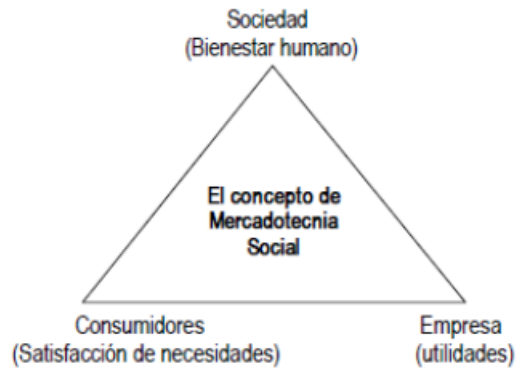 Sociedad
(Bienestar humano)
El concepto de
Mercadotecnia
Social
Consumidores
(Satisfacción de necesidades)
Empresa
(utilidades)